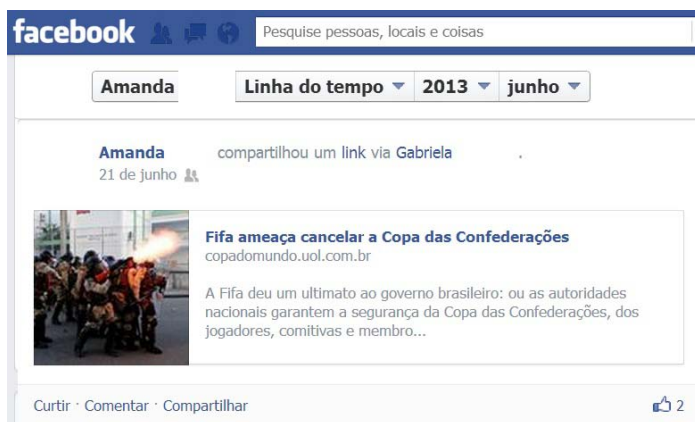 facebook Pesquise pessoas, locais e coisas
Amanda Linha do tempo 2013 junho
Amanda compartilhou um link via Gabriela .
21 de junho
Fifa ameaça cancelar a Copa das Confederações
copadomundo.uol.com.br
A Fifa deu um ultimato ao governo brasileiro: ou as autoridades
nacionais garantem a segurança da Copa das Confederações, dos
jogadores, comitivas e membro...
Curtir · Comentar · Compartilhar 2